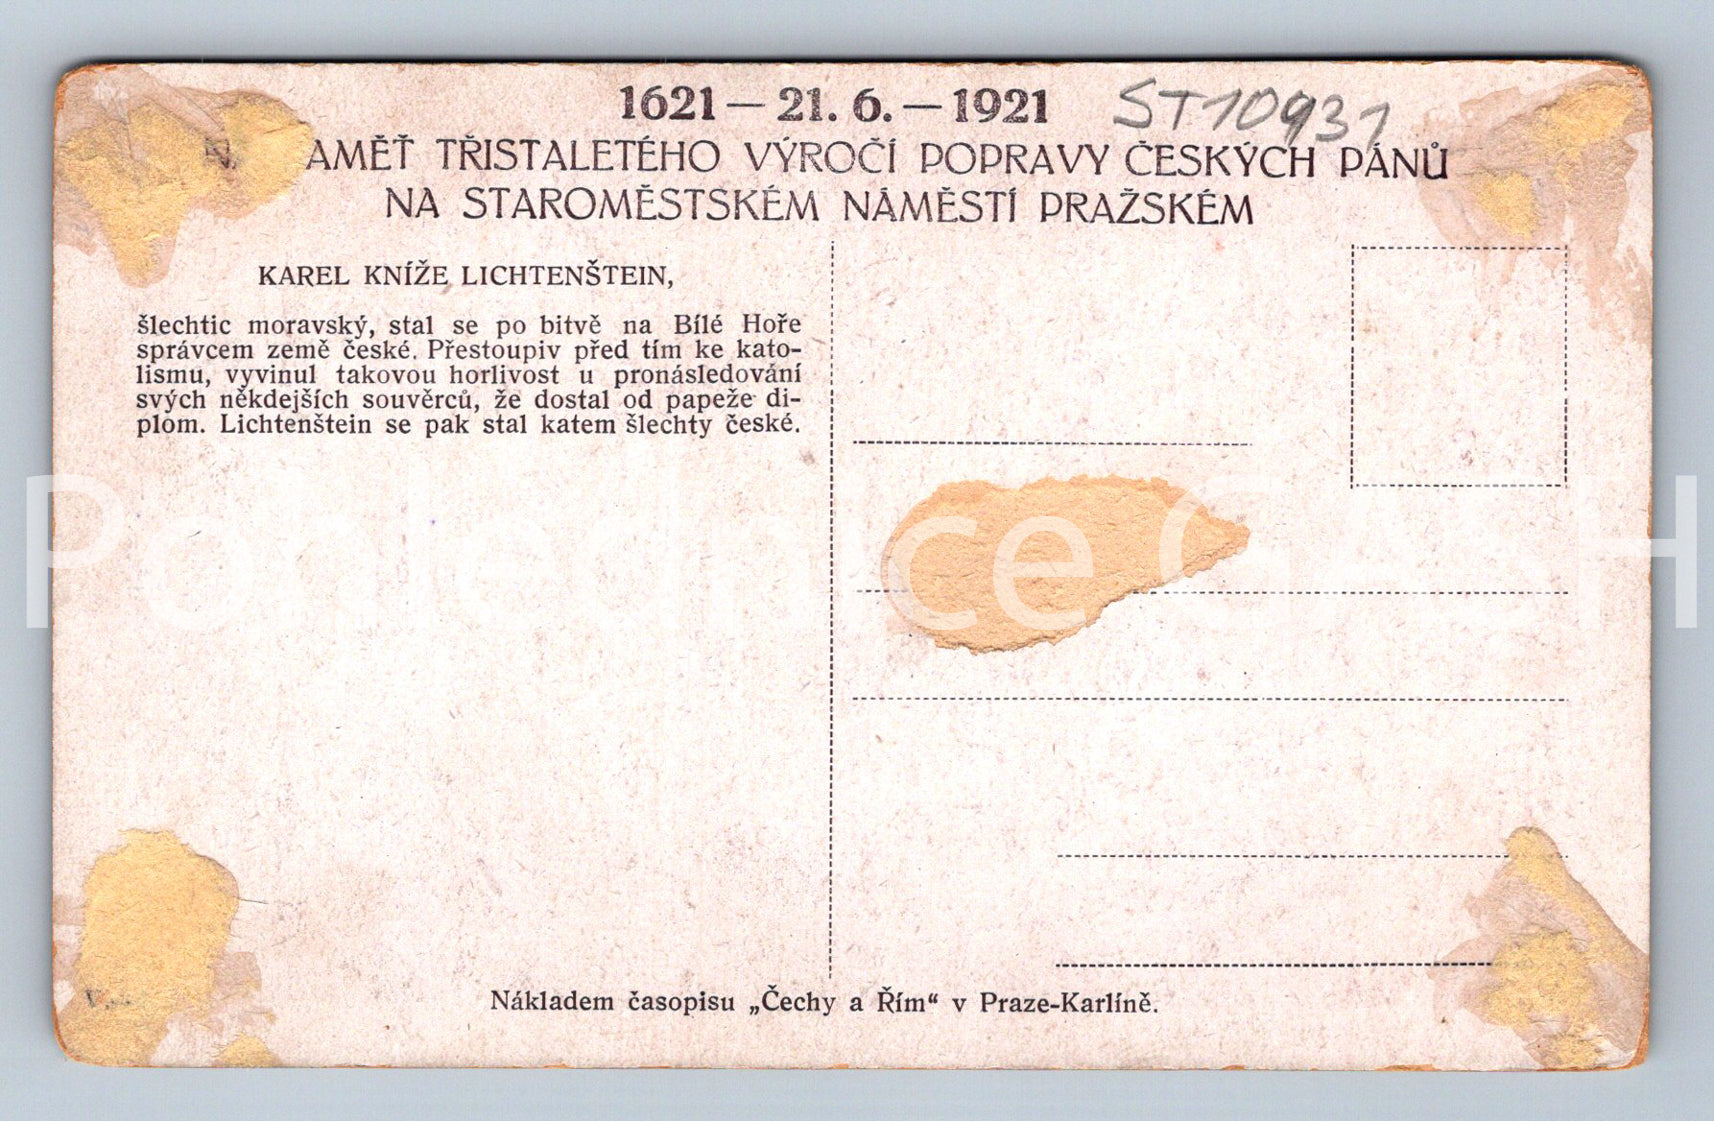 1621 — 21. 6. — 1921 ST10931
AMĚŤ TŘISTALETÉHO VÝROČÍ POPRAVY ČESKÝCH PÁNŮ
NA STAROMĚSTSKÉM NÁMĚSTÍ PRAŽSKÉM
KAREL KNÍŽE LICHTENŠTEIN,
šlechtic moravský, stal se po bitvě na Bílé Hoře
správcem země české. Přestoupiv před tím ke kato-
lismu, vyvinul takovou horlivost u pronásledování
svých někdejších souvěrců, že dostal od papeže di-
plom. Lichtenštein se pak stal katem šlechty české.
Pohlednice CASH
Nákladem časopisu „Čechy a Řím“ v Praze-Karlíně.